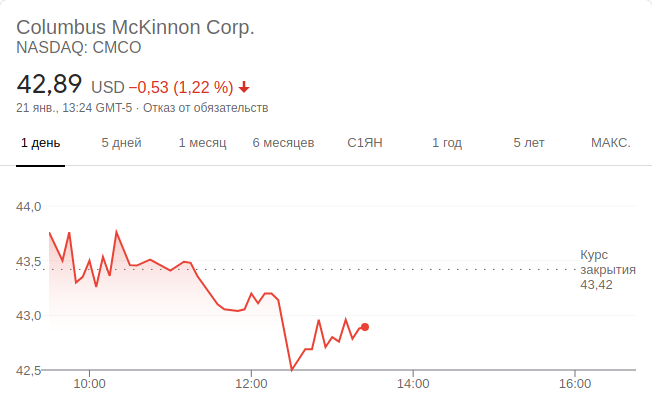 Columbus McKinnon Corp.
NASDAQ: CMCO
42,89 USD −0,53 (1,22 %)
21 янв., 13:24 GMT-5 · Отказ от обязательств
1 день 5 дней 1 месяц 6 месяцев С1ЯН 1 год 5 лет МАКС.
44,0
43,5
43,0
42,5
Курс
закрытия
43,42
10:00 12:00 14:00 16:00